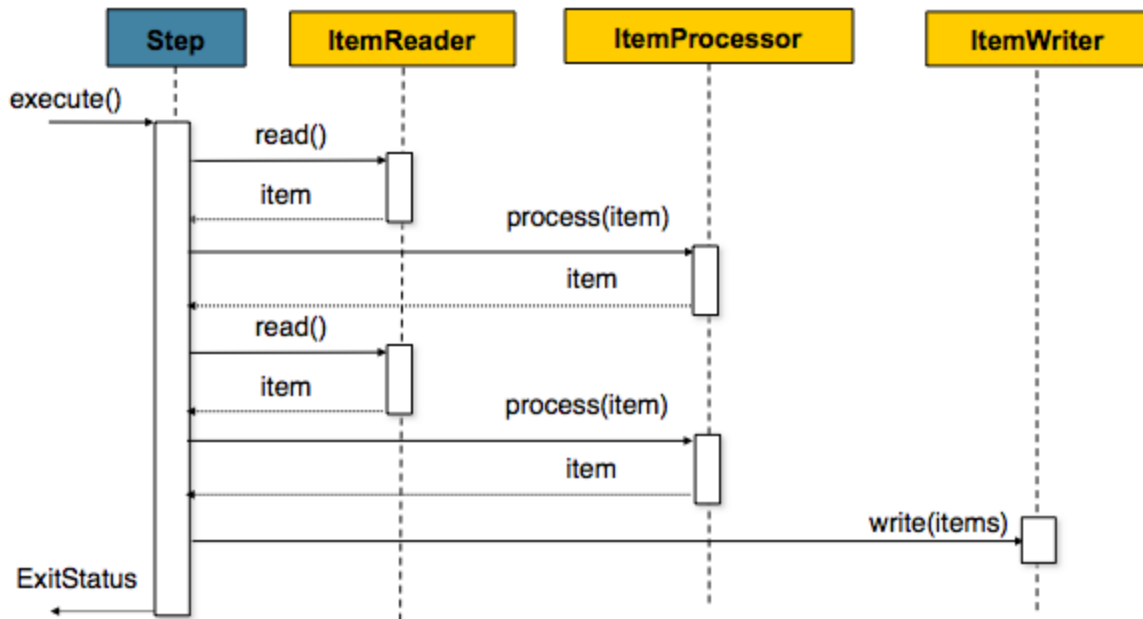 Step
ItemReader
ItemProcessor
ItemWriter
execute()
read()
item
process(item)
item
read()
item
process(item)
item
write(items)
ExitStatus